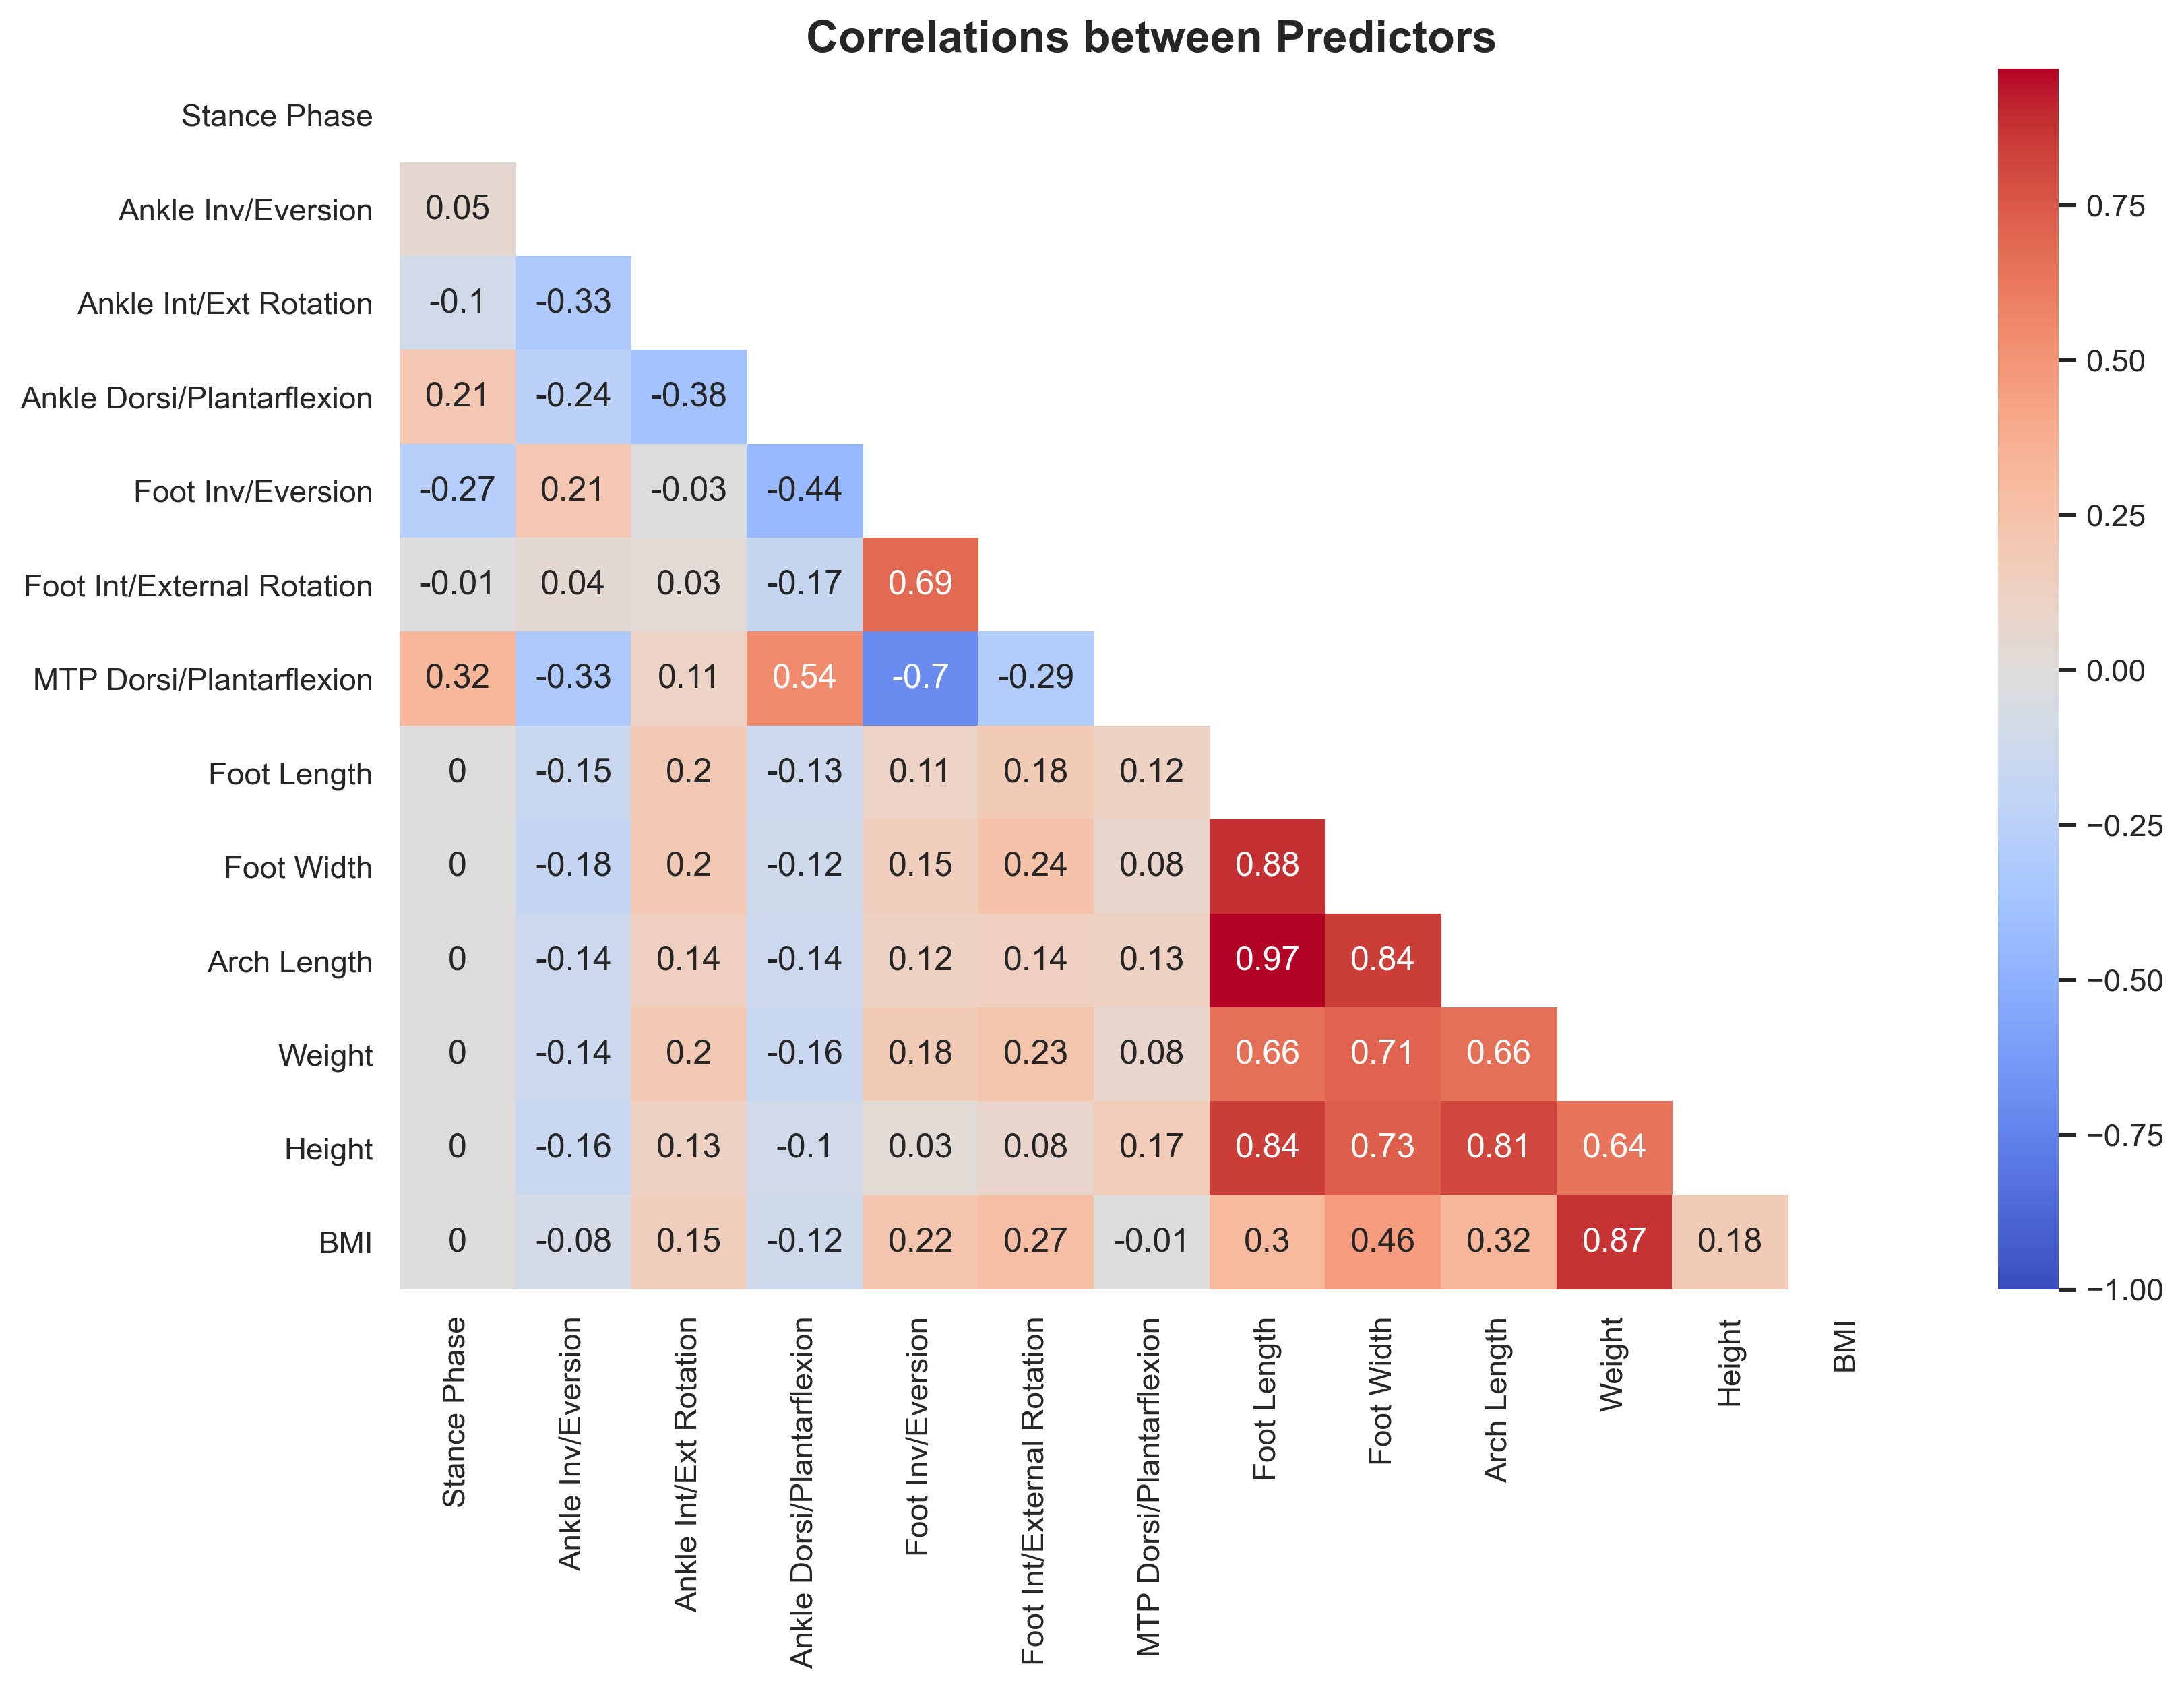 Correlations between Predictors
Stance Phase
Ankle Inv/Eversion 0.05
Ankle Int/Ext Rotation -0.1 -0.33
Ankle Dorsi/Plantarflexion 0.21 -0.24 -0.38
Foot Inv/Eversion -0.27 0.21 -0.03 -0.44
Foot Int/External Rotation -0.01 0.04 0.03 -0.17 0.69
MTP Dorsi/Plantarflexion 0.32 -0.33 0.11 0.54 -0.7 -0.29
Foot Length 0 -0.15 0.2 -0.13 0.11 0.18 0.12
Foot Width 0 -0.18 0.2 -0.12 0.15 0.24 0.08 0.88
Arch Length 0 -0.14 0.14 -0.14 0.12 0.14 0.13 0.97 0.84
Weight 0 -0.14 0.2 -0.16 0.18 0.23 0.08 0.66 0.71 0.66
Height 0 -0.16 0.13 -0.1 0.03 0.08 0.17 0.84 0.73 0.81 0.64
BMI 0 -0.08 0.15 -0.12 0.22 0.27 -0.01 0.3 0.46 0.32 0.87 0.18
Stance Phase
Ankle Inv/Eversion
Ankle Int/Ext Rotation
Ankle Dorsi/Plantarflexion
Foot Inv/Eversion
Foot Int/External Rotation
MTP Dorsi/Plantarflexion
Foot Length
Foot Width
Arch Length
Weight
Height
BMI
0.75
0.50
0.25
0.00
−0.25
−0.50
−0.75
−1.00